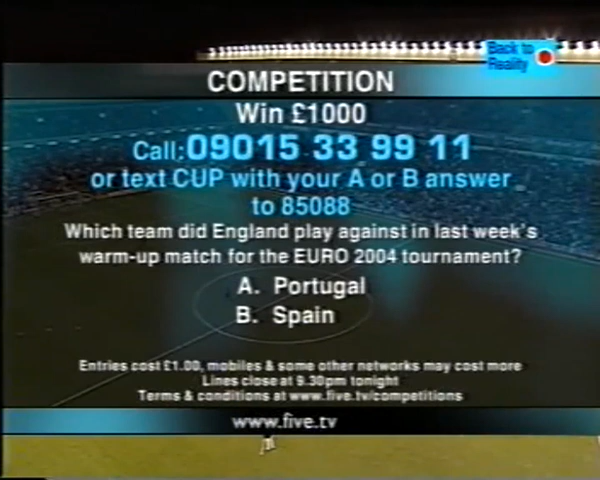 Back to
Reality
COMPETITION
Win £1000
Call:09015 33 99 11
or text CUP with your A or B answer
to 85088
Which team did England play against in last week's
warm-up match for the EURO 2004 tournament?
A. Portugal
B. Spain
Entries cost £1.00, mobiles & some other networks may cost more
Lines close at 9.30pm tonight
Terms & conditions at www.five.tv/competitions
www.five.tv